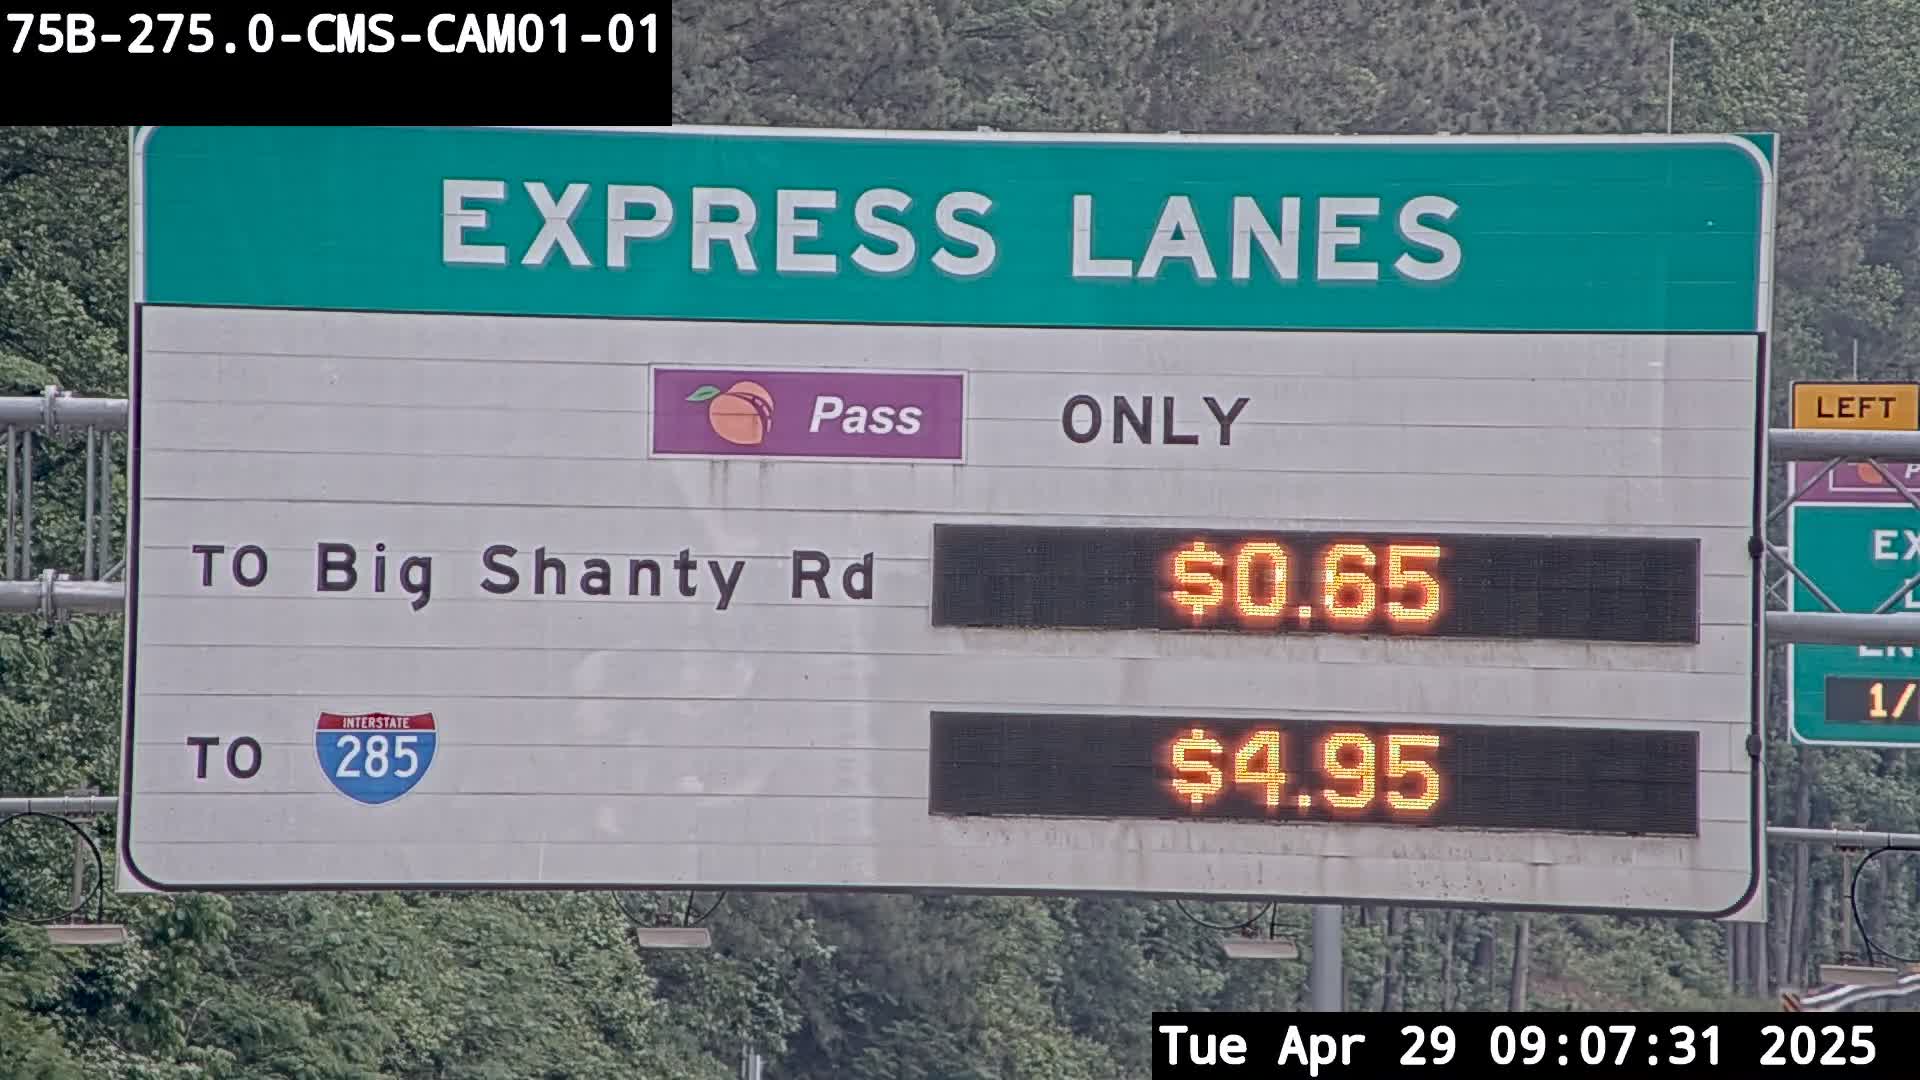 75B-275.0-CMS-CAM01-01
EXPRESS LANES
Pass ONLY
TO Big Shanty Rd $0.65
TO INTERSTATE 285 $4.95
LEFT
1/
Tue Apr 29 09:07:31 2025